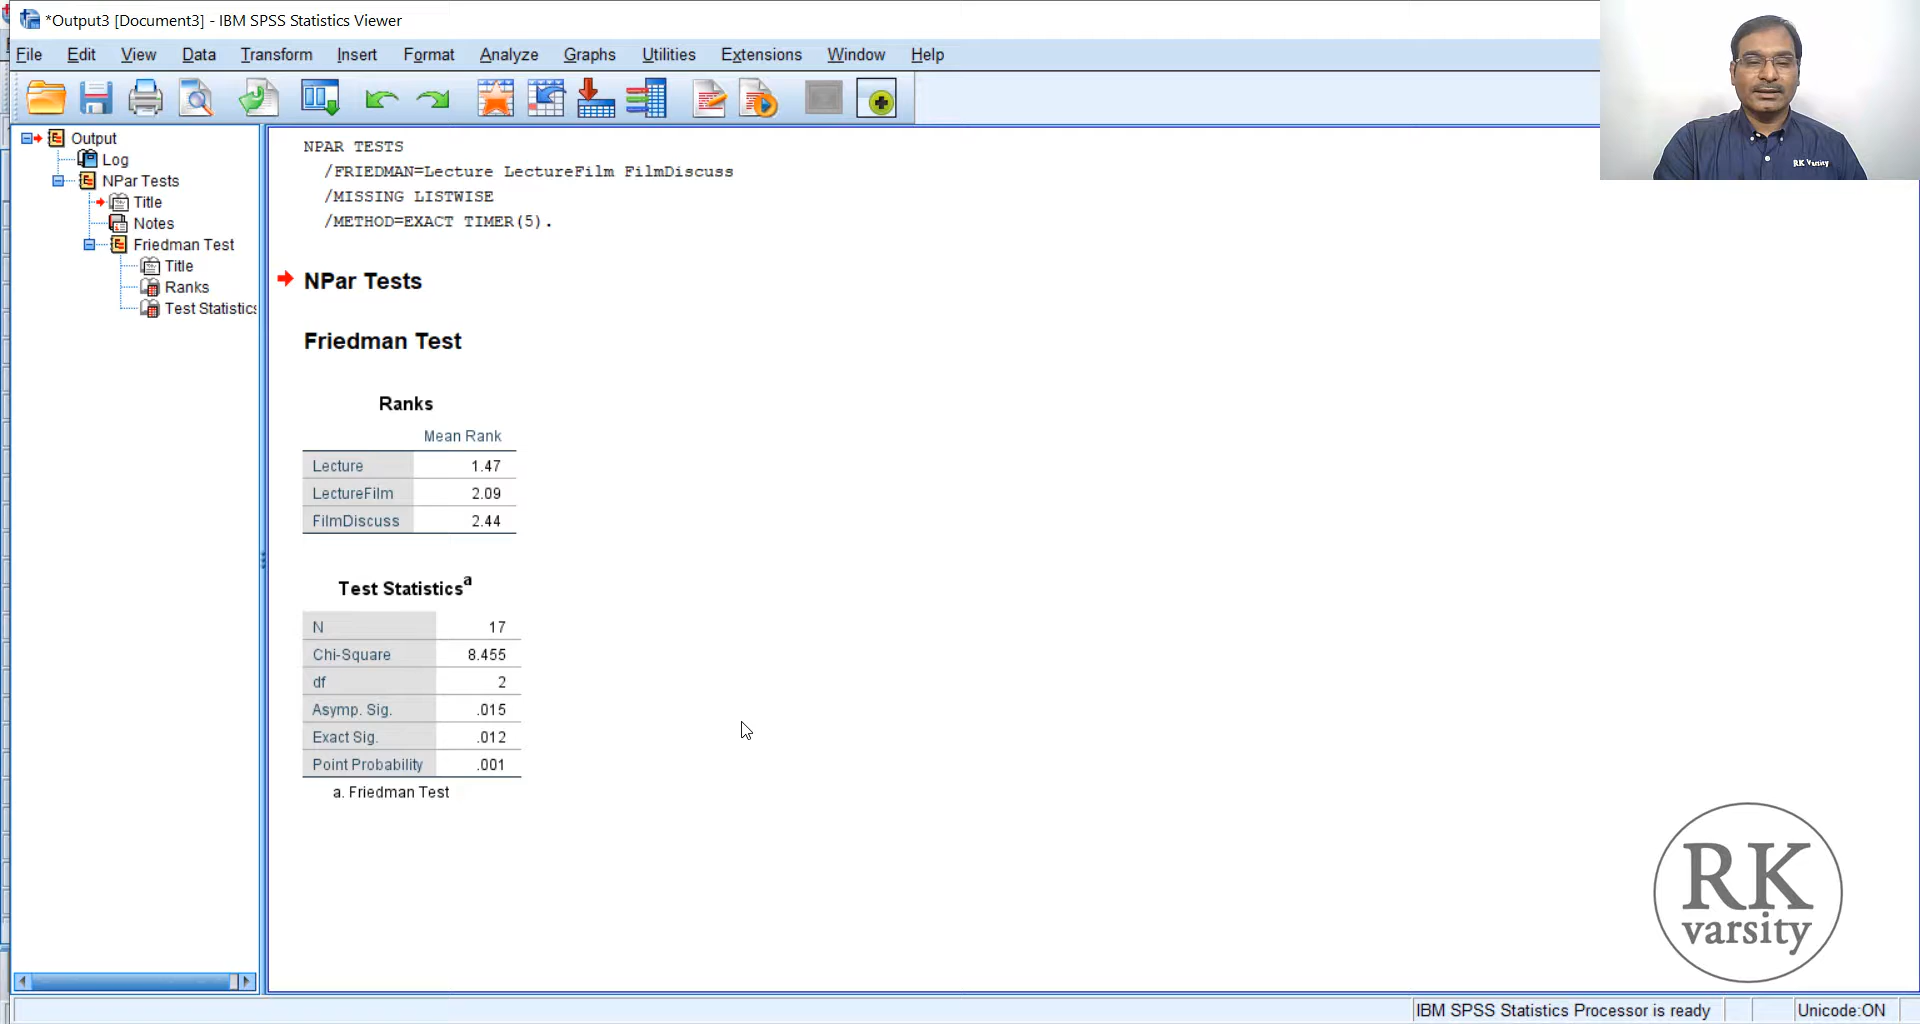 *Output3 [Document3] - IBM SPSS Statistics Viewer
File Edit View Data Transform Insert Format Analyze Graphs Utilities Extensions Window Help
Output
Log
NPar Tests
Title
Notes
Friedman Test
Title
Ranks
Test Statistics
NPAR TESTS
/FRIEDMAN=Lecture LectureFilm FilmDiscuss
/MISSING LISTWISE
/METHOD=EXACT TIMER(5).
NPar Tests
Friedman Test
Ranks
Mean Rank
Lecture 1.47
LectureFilm 2.09
FilmDiscuss 2.44
Test Statisticsa
N 17
Chi-Square 8.455
df 2
Asymp. Sig. .015
Exact Sig. .012
Point Probability .001
a. Friedman Test
RK Varsity
RK
varsity
IBM SPSS Statistics Processor is ready Unicode:ON